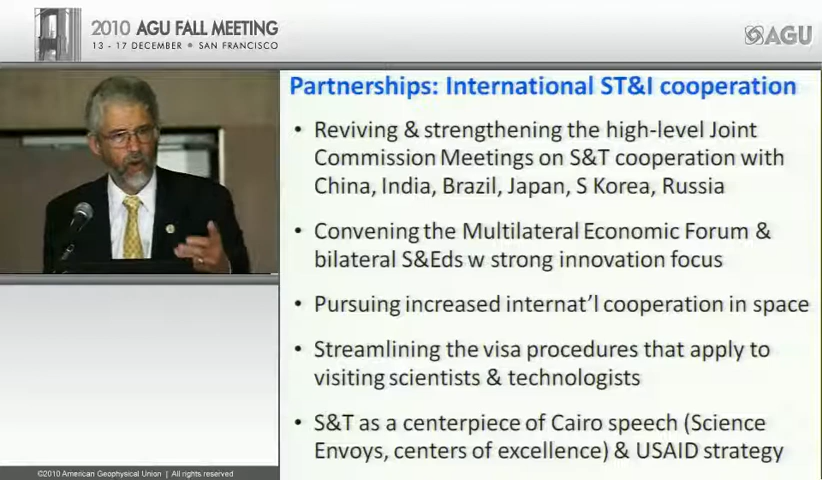 2010 AGU FALL MEETING
13 - 17 DECEMBER • SAN FRANCISCO
AGU
Partnerships: International ST&I cooperation
• Reviving & strengthening the high-level Joint
Commission Meetings on S&T cooperation with
China, India, Brazil, Japan, S Korea, Russia
• Convening the Multilateral Economic Forum &
bilateral S&Eds w strong innovation focus
• Pursuing increased internat'l cooperation in space
• Streamlining the visa procedures that apply to
visiting scientists & technologists
• S&T as a centerpiece of Cairo speech (Science
Envoys, centers of excellence) & USAID strategy
©2010 American Geophysical Union | All rights reserved